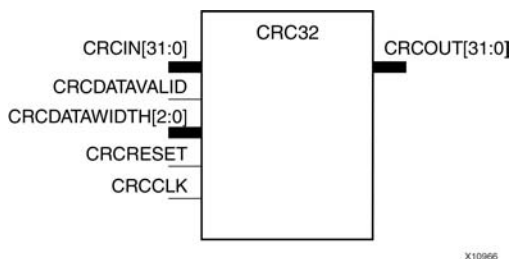 CRC32
CRCIN[31:0]
CRCOUT[31:0]
CRCDATAVALID
CRCDATAWIDTH[2:0]
CRCRESET
CRCCLK
X10966